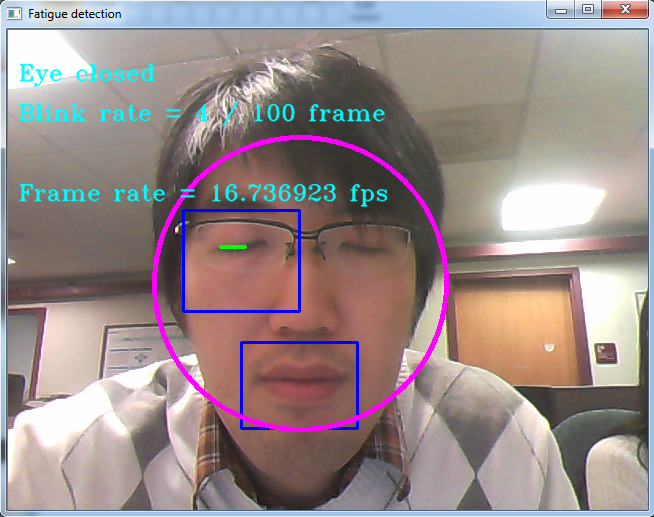 Fatigue detection
Eye closed
Blink rate = 4 / 100 frame
Frame rate = 16.736923 fps